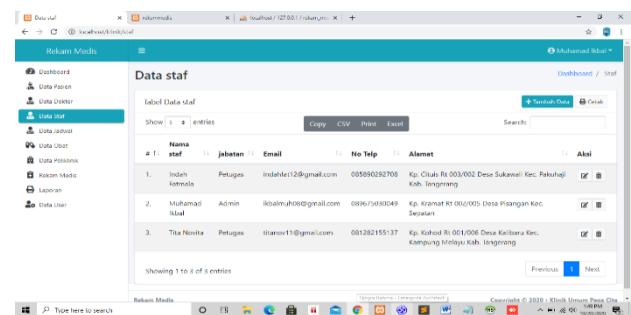 Data staf
rekammedis
localhost / 127.0.0.1 / rekam_m
localhost/klinik/staf
Rekam Medis
Muhamad Ikbal
Dashboard
Data Pasien
Data Dokter
Data Staf
Data Jadwal
Data Obat
Data Poliklinik
Rekam Medis
Laporan
Data User
Data staf
Dashboard / Staf
Tabel Data staf
Tambah Data
Cetak
Show 5 entries
Copy CSV Print Excel
Search:
# Nama staf jabatan Email No Telp Alamat Aksi
1. Indah Fatmala Petugas indahlat12@gmail.com 085890292708 Kp. Cituis Rt 003/002 Desa Sukawali Kec. Pakuhaji Kab. Tangerang
2. Muhamad Ikbal Admin ikbalmuh08@gmail.com 089675030049 Kp. Kramat Rt 002/005 Desa Pisangan Kec. Sepatan
3. Tita Novita Petugas titanov11@gmail.com 081282155137 Kp. Kohod Rt 001/006 Desa Kalibaru Kec. Kampung Melayu Kab. Tangerang
Showing 1 to 3 of 3 entries
Previous 1 Next
Rekam Medis
Copyright © 2020 - Klinik Umum Pasa Cita
Type here to search